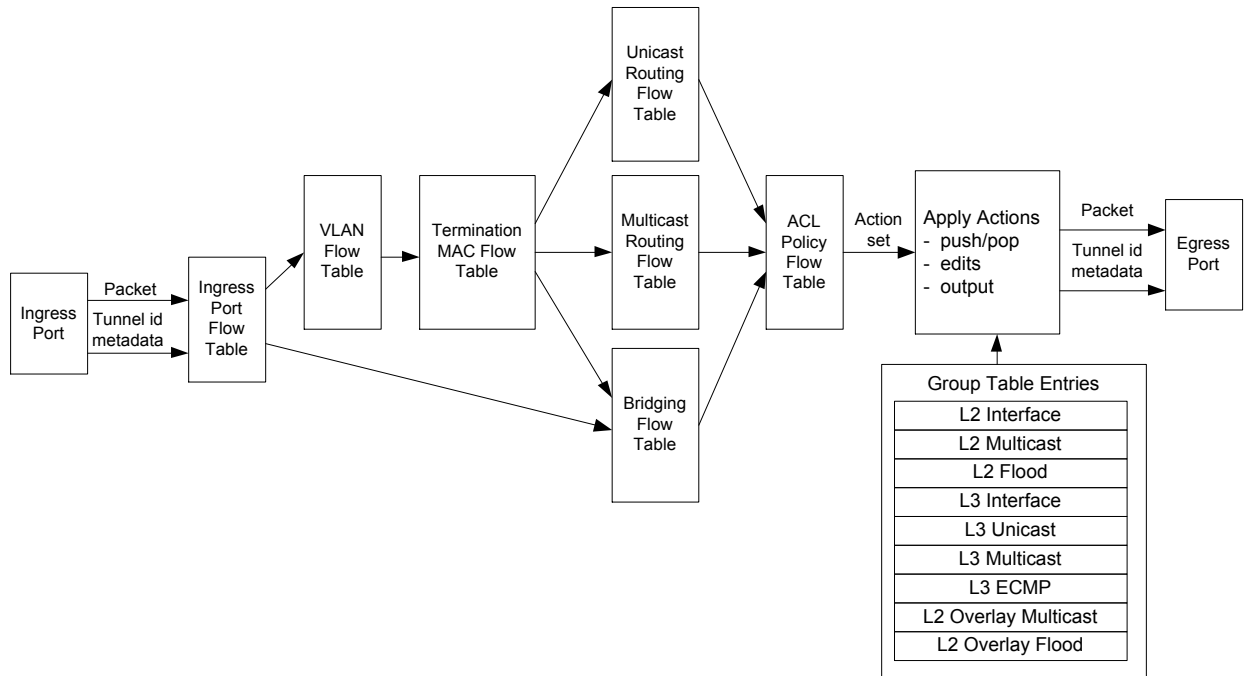 Ingress
Port
Packet
Tunnel id
metadata
Ingress
Port
Flow
Table
VLAN
Flow
Table
Termination
MAC Flow
Table
Unicast
Routing
Flow
Table
Multicast
Routing
Flow
Table
Bridging
Flow
Table
ACL
Policy
Flow
Table
Action
set
Apply Actions
- push/pop
- edits
- output
Packet
Tunnel id
metadata
Egress
Port
Group Table Entries
L2 Interface
L2 Multicast
L2 Flood
L3 Interface
L3 Unicast
L3 Multicast
L3 ECMP
L2 Overlay Multicast
L2 Overlay Flood